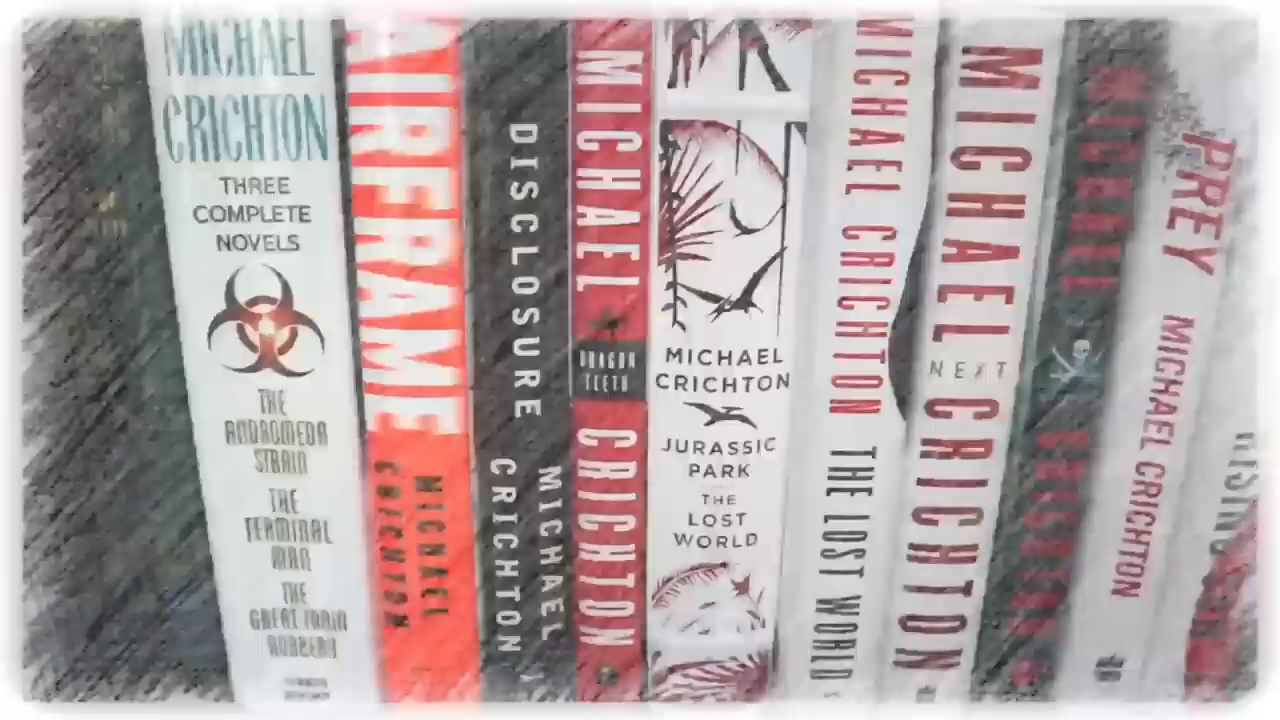 MICHAEL
CRICHTON
THREE
COMPLETE
NOVELS
THE
ANDROMEDA
STRAIN
THE
TERMINAL
MAN
THE
GREAT TRAIN
ROBBERY
AIRFRAME
MICHAEL
CRICHTON
DISCLOSURE
MICHAEL
CRICHTON
MICHAEL
DRAGON
TEETH
CRICHTON
MICHAEL
CRICHTON
JURASSIC
PARK
THE
LOST
WORLD
MICHAEL CRICHTON THE LOST WORLD
MICHAEL CRICHTON
NEXT
MICHAEL
CRICHTON
PREY
MICHAEL CRICHTON